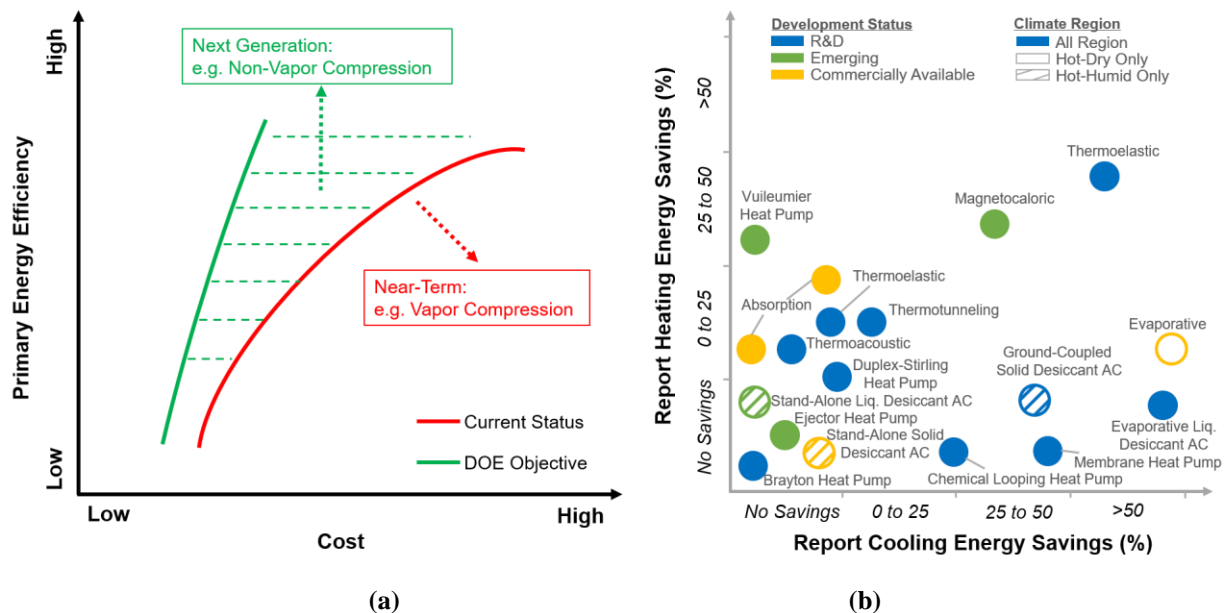 High
Primary Energy Efficiency
Low
Next Generation:
e.g. Non-Vapor Compression
Near-Term:
e.g. Vapor Compression
Current Status
DOE Objective
Low
High
Cost
(a)
Development Status
R&D
Emerging
Commercially Available
Climate Region
All Region
Hot-Dry Only
Hot-Humid Only
Report Heating Energy Savings (%)
>50
25 to 50
0 to 25
No Savings
Thermoelastic
Vuileumier
Heat Pump
Magnetocaloric
Thermoelastic
Absorption
Thermotunneling
Thermoacoustic
Evaporative
Ground-Coupled
Solid Desiccant AC
Duplex-Stirling
Heat Pump
Stand-Alone Liq. Desiccant AC
Ejector Heat Pump
Stand-Alone Solid
Desiccant AC
Evaporative Liq.
Desiccant AC
Membrane Heat Pump
Brayton Heat Pump
Chemical Looping Heat Pump
No Savings
0 to 25
25 to 50
>50
Report Cooling Energy Savings (%)
(b)